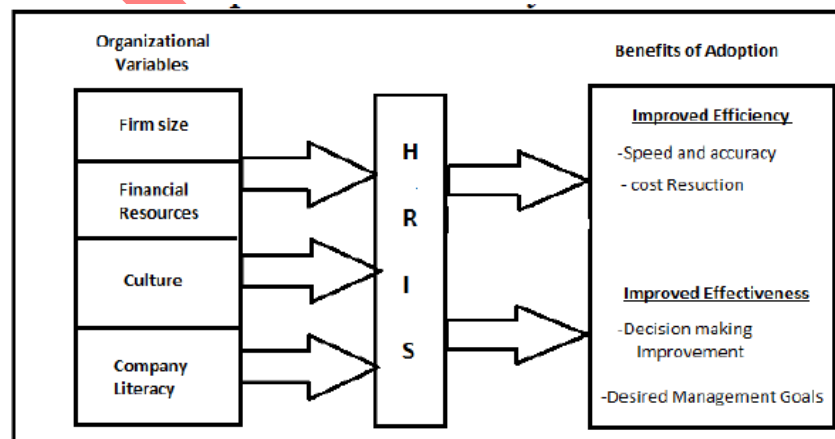 Organizational
Variables
Firm size
Financial
Resources
Culture
Company
Literacy
H
R
I
S
Benefits of Adoption
Improved Efficiency
-Speed and accuracy
- cost Resuction
Improved Effectiveness
-Decision making
Improvement
-Desired Management Goals